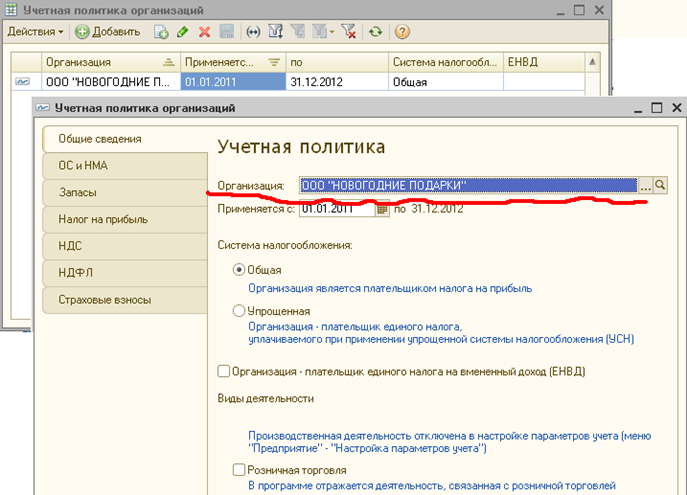 Учетная политика организаций
Действия Добавить
Организация Применяетс... по Система налогообл... ЕНВД
ООО "НОВОГОДНИЕ П... 01.01.2011 31.12.2012 Общая
Учетная политика организаций
Общие сведения
ОС и НМА
Запасы
Налог на прибыль
НДС
НДФЛ
Страховые взносы
Учетная политика
Организация: ООО "НОВОГОДНИЕ ПОДАРКИ" ...
Применяется с: 01.01.2011 по 31.12.2012
Система налогообложения:
Общая
Организация является плательщиком налога на прибыль
Упрощенная
Организация - плательщик единого налога,
уплачиваемого при применении упрощенной системы налогообложения (УСН)
Организация - плательщик единого налога на вмененный доход (ЕНВД)
Виды деятельности
Производственная деятельность отключена в настройке параметров учета (меню
"Предприятие" - "Настройка параметров учета")
Розничная торговля
В программе отражается деятельность, связанная с розничной торговлей